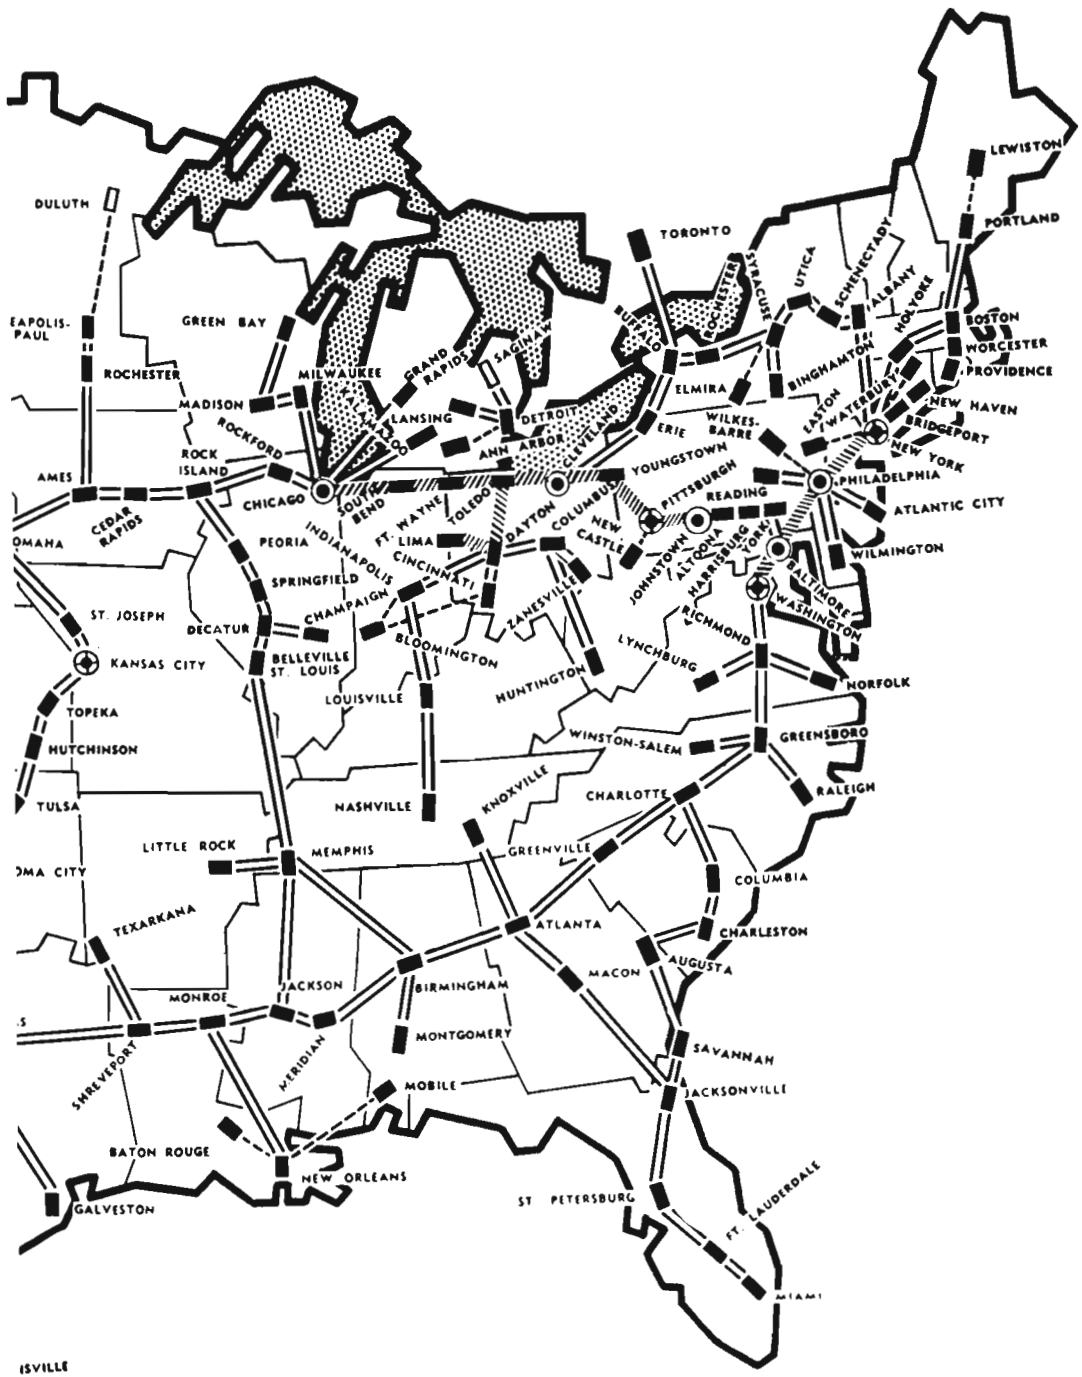 LEWISTON
DULUTH
PORTLAND
TORONTO
UTICA
SCHENECTADY
SYRACUSE
ROCHESTER
ALBANY
HOLYOKE
EAPOLIS-
PAUL
GREEN BAY
BUFFALO
BOSTON
WORCESTER
SAGINAW
GRAND
RAPIDS
ROCHESTER
MILWAUKEE
BINGHAMTON
PROVIDENCE
ELMIRA
WATERBURY
MADISON
KALAMAZOO
LANSING
DETROIT
NEW HAVEN
EASTON
ROCKFORD
CLEVELAND
WILKES-
BARRE
BRIDGEPORT
ERIE
ANN ARBOR
NEW YORK
ROCK
ISLAND
YOUNGSTOWN
PITTSBURGH
AMES
CHICAGO
SOUTH
BEND
PHILADELPHIA
READING
ATLANTIC CITY
CEDAR
RAPIDS
FT. WAYNE
TOLEDO
DAYTON
COLUMBUS
NEW
CASTLE
OMAHA
PEORIA
INDIANAPOLIS
LIMA
CINCINNATI
JOHNSTOWN
ALTOONA
HARRISBURG
YORK
WILMINGTON
SPRINGFIELD
BALTIMORE
ST. JOSEPH
CHAMPAIGN
ZANESVILLE
WASHINGTON
DECATUR
RICHMOND
BLOOMINGTON
LYNCHBURG
KANSAS CITY
BELLEVILLE
ST. LOUIS
HUNTINGTON
NORFOLK
LOUISVILLE
TOPEKA
WINSTON-SALEM
GREENSBORO
HUTCHINSON
KNOXVILLE
CHARLOTTE
RALEIGH
TULSA
NASHVILLE
LITTLE ROCK
MEMPHIS
GREENVILLE
OMA CITY
COLUMBIA
TEXARKANA
ATLANTA
CHARLESTON
MACON
AUGUSTA
MONROE
JACKSON
BIRMINGHAM
S
MONTGOMERY
SAVANNAH
SHREVEPORT
MERIDIAN
MOBILE
JACKSONVILLE
BATON ROUGE
NEW ORLEANS
ST PETERSBURG
FT. LAUDERDALE
GALVESTON
MIAMI
ISVILLE